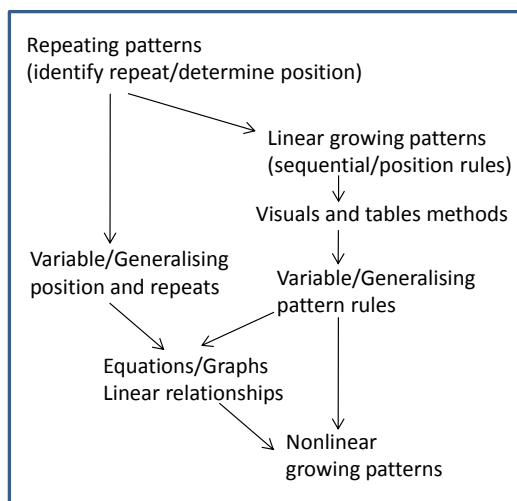 Repeating patterns
(identify repeat/determine position)
Linear growing patterns
(sequential/position rules)
Visuals and tables methods
Variable/Generalising
position and repeats
Variable/Generalising
pattern rules
Equations/Graphs
Linear relationships
Nonlinear
growing patterns